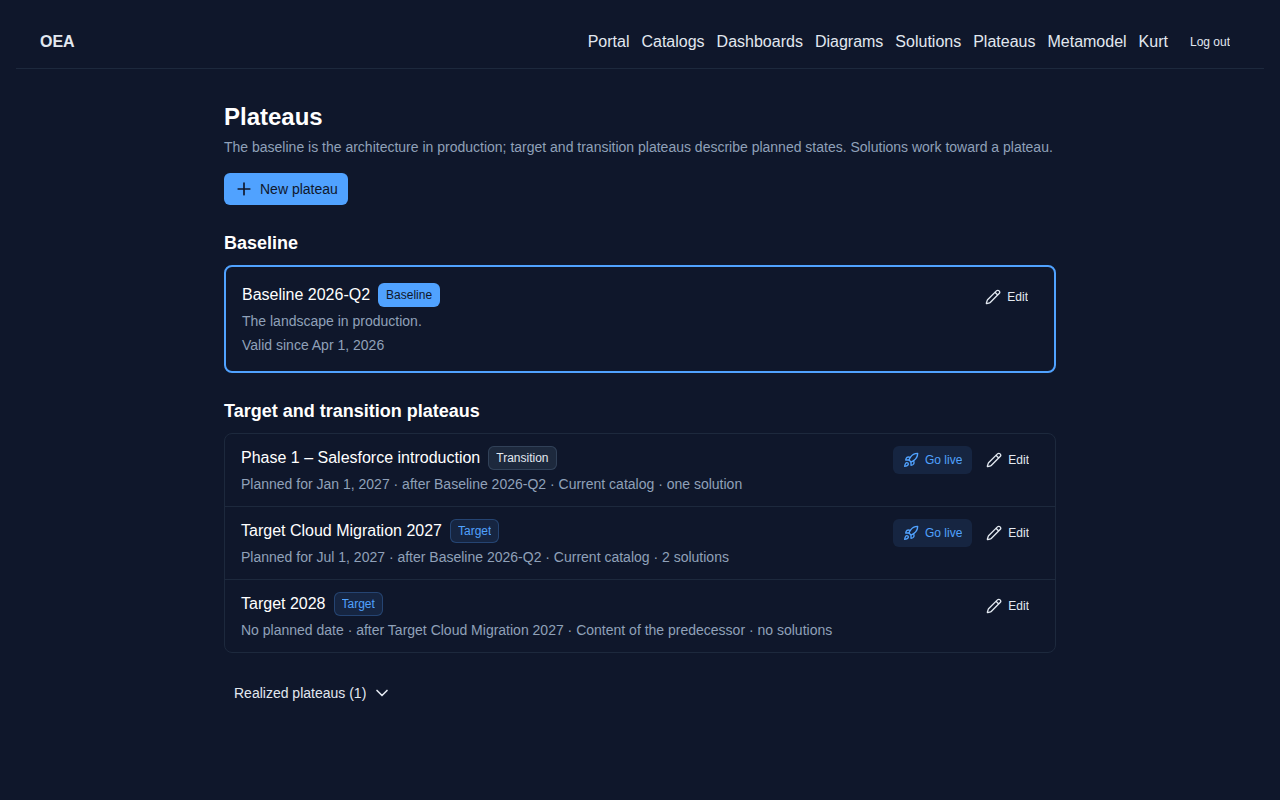 OEA
Portal Catalogs Dashboards Diagrams Solutions Plateaus Metamodel Kurt Log out
Plateaus
The baseline is the architecture in production; target and transition plateaus describe planned states. Solutions work toward a plateau.
New plateau
Baseline
Baseline 2026-Q2 Baseline
Edit
The landscape in production.
Valid since Apr 1, 2026
Target and transition plateaus
Phase 1 – Salesforce introduction Transition
Go live Edit
Planned for Jan 1, 2027 · after Baseline 2026-Q2 · Current catalog · one solution
Target Cloud Migration 2027 Target
Go live Edit
Planned for Jul 1, 2027 · after Baseline 2026-Q2 · Current catalog · 2 solutions
Target 2028 Target
Edit
No planned date · after Target Cloud Migration 2027 · Content of the predecessor · no solutions
Realized plateaus (1)